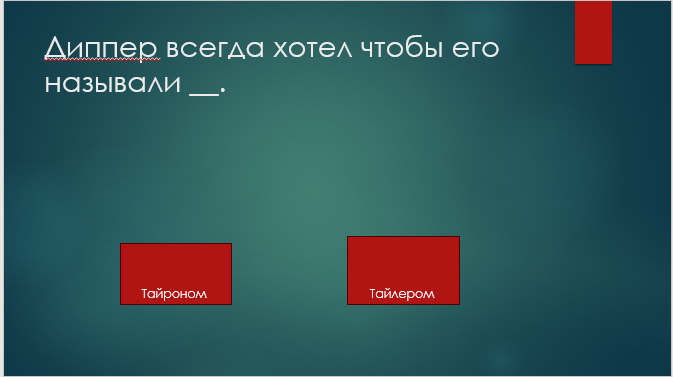 Диппер всегда хотел чтобы его
называли __.
Тайроном
Тайлером